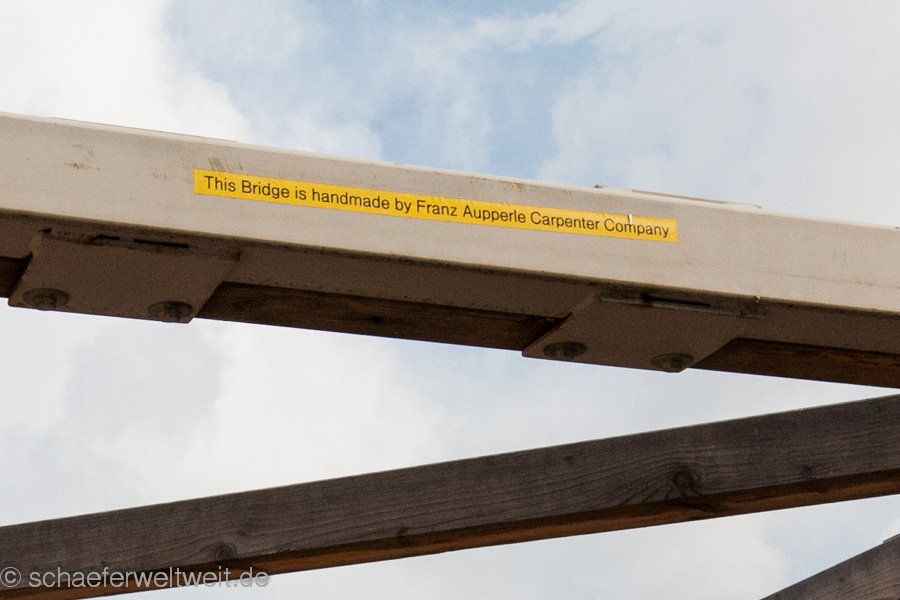 This Bridge is handmade by Franz Aupperle Carpenter Company
© schaeferweltweit.de